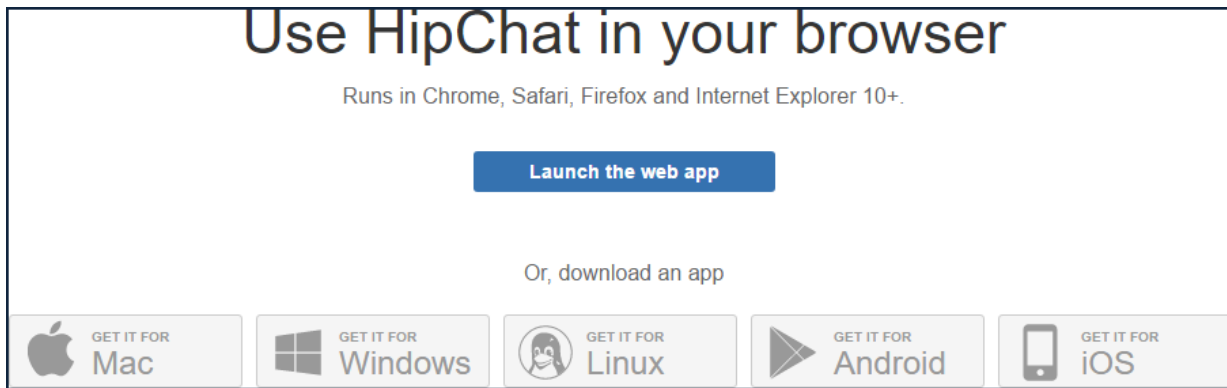 Use HipChat in your browser
Runs in Chrome, Safari, Firefox and Internet Explorer 10+.
Launch the web app
Or, download an app
GET IT FOR
Mac
GET IT FOR
Windows
GET IT FOR
Linux
GET IT FOR
Android
GET IT FOR
iOS